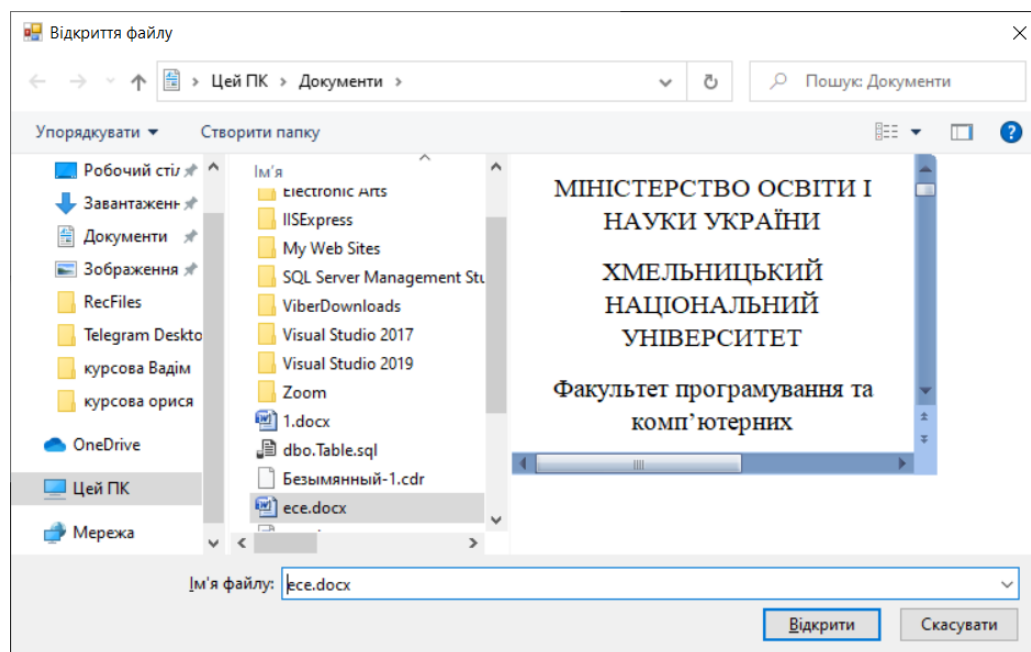 Відкриття файлу
Цей ПК › Документи ›
Пошук: Документи
Упорядкувати
Створити папку
Робочий стіл
Завантаженн
Документи
Зображення
RecFiles
Telegram Deskto
курсова Вадім
курсова орися
OneDrive
Цей ПК
Мережа
Ім'я
Electronic Arts
IISExpress
My Web Sites
SQL Server Management Stu
ViberDownloads
Visual Studio 2017
Visual Studio 2019
Zoom
1.docx
dbo.Table.sql
Безымянный-1.cdr
ece.docx
МІНІСТЕРСТВО ОСВІТИ І
НАУКИ УКРАЇНИ
ХМЕЛЬНИЦЬКИЙ
НАЦІОНАЛЬНИЙ
УНІВЕРСИТЕТ
Факультет програмування та
комп’ютерних
Ім'я файлу:
ece.docx
Відкрити
Скасувати